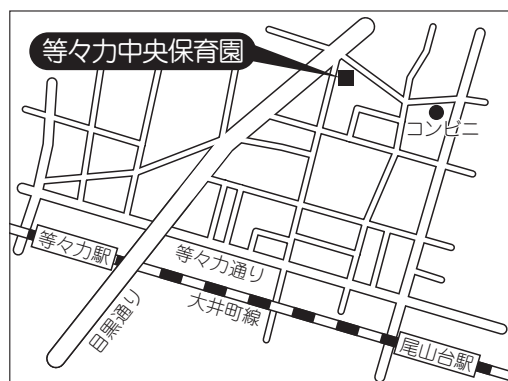 等々力中央保育園
コンビニ
等々力駅
等々力通り
大井町線
目黒通り
尾山台駅